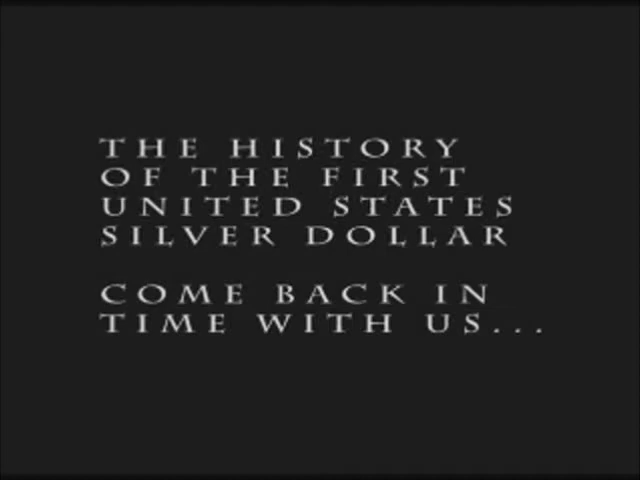 THE HISTORY
OF THE FIRST
UNITED STATES
SILVER DOLLAR
COME BACK IN
TIME WITH US...